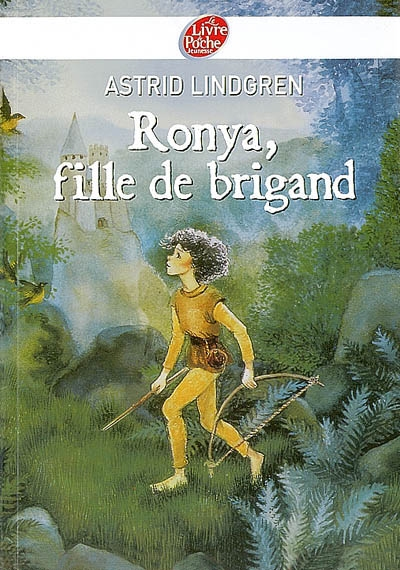 Le
Livre
de
Poche
Jeunesse
ASTRID LINDGREN
Ronya,
fille de brigand